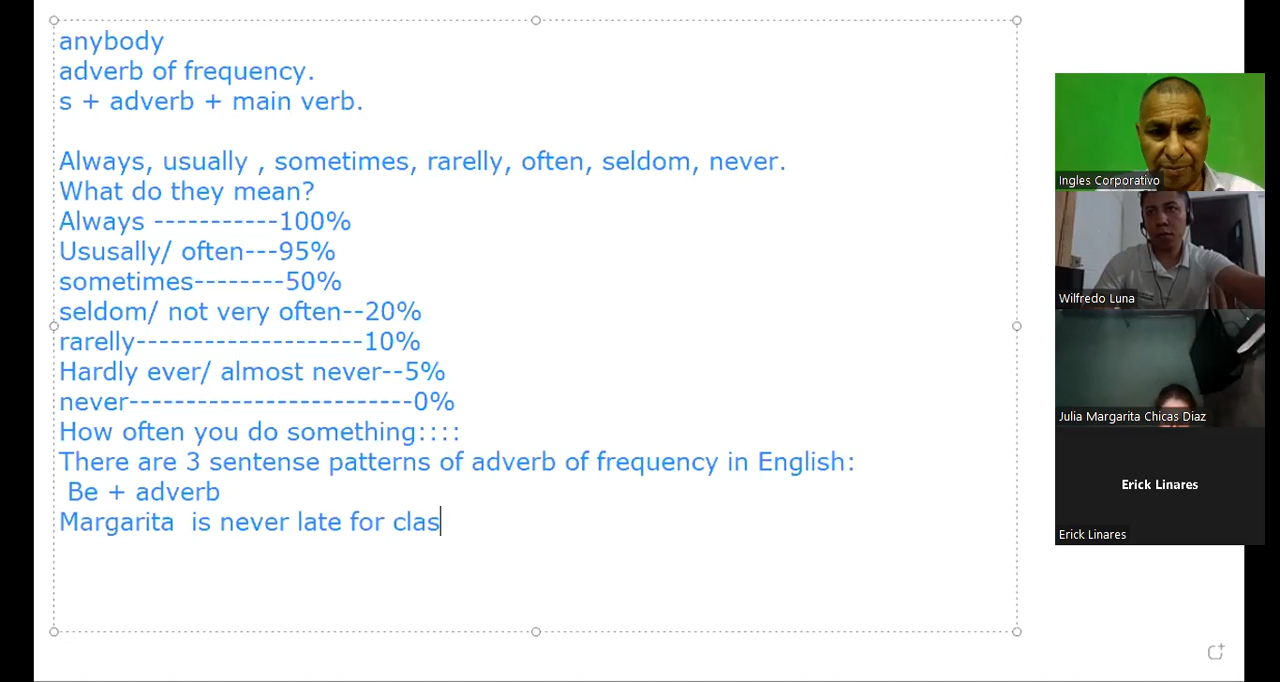 anybody
adverb of frequency.
s + adverb + main verb.
Always, usually , sometimes, rarelly, often, seldom, never.
What do they mean?
Always -----------100%
Ususally/ often---95%
sometimes--------50%
seldom/ not very often--20%
rarelly--------------------10%
Hardly ever/ almost never--5%
never-------------------------0%
How often you do something::::
There are 3 sentense patterns of adverb of frequency in English:
Be + adverb
Margarita  is never late for clas
Ingles Corporativo
Wilfredo Luna
Julia Margarita Chicas Diaz
Erick Linares
Erick Linares